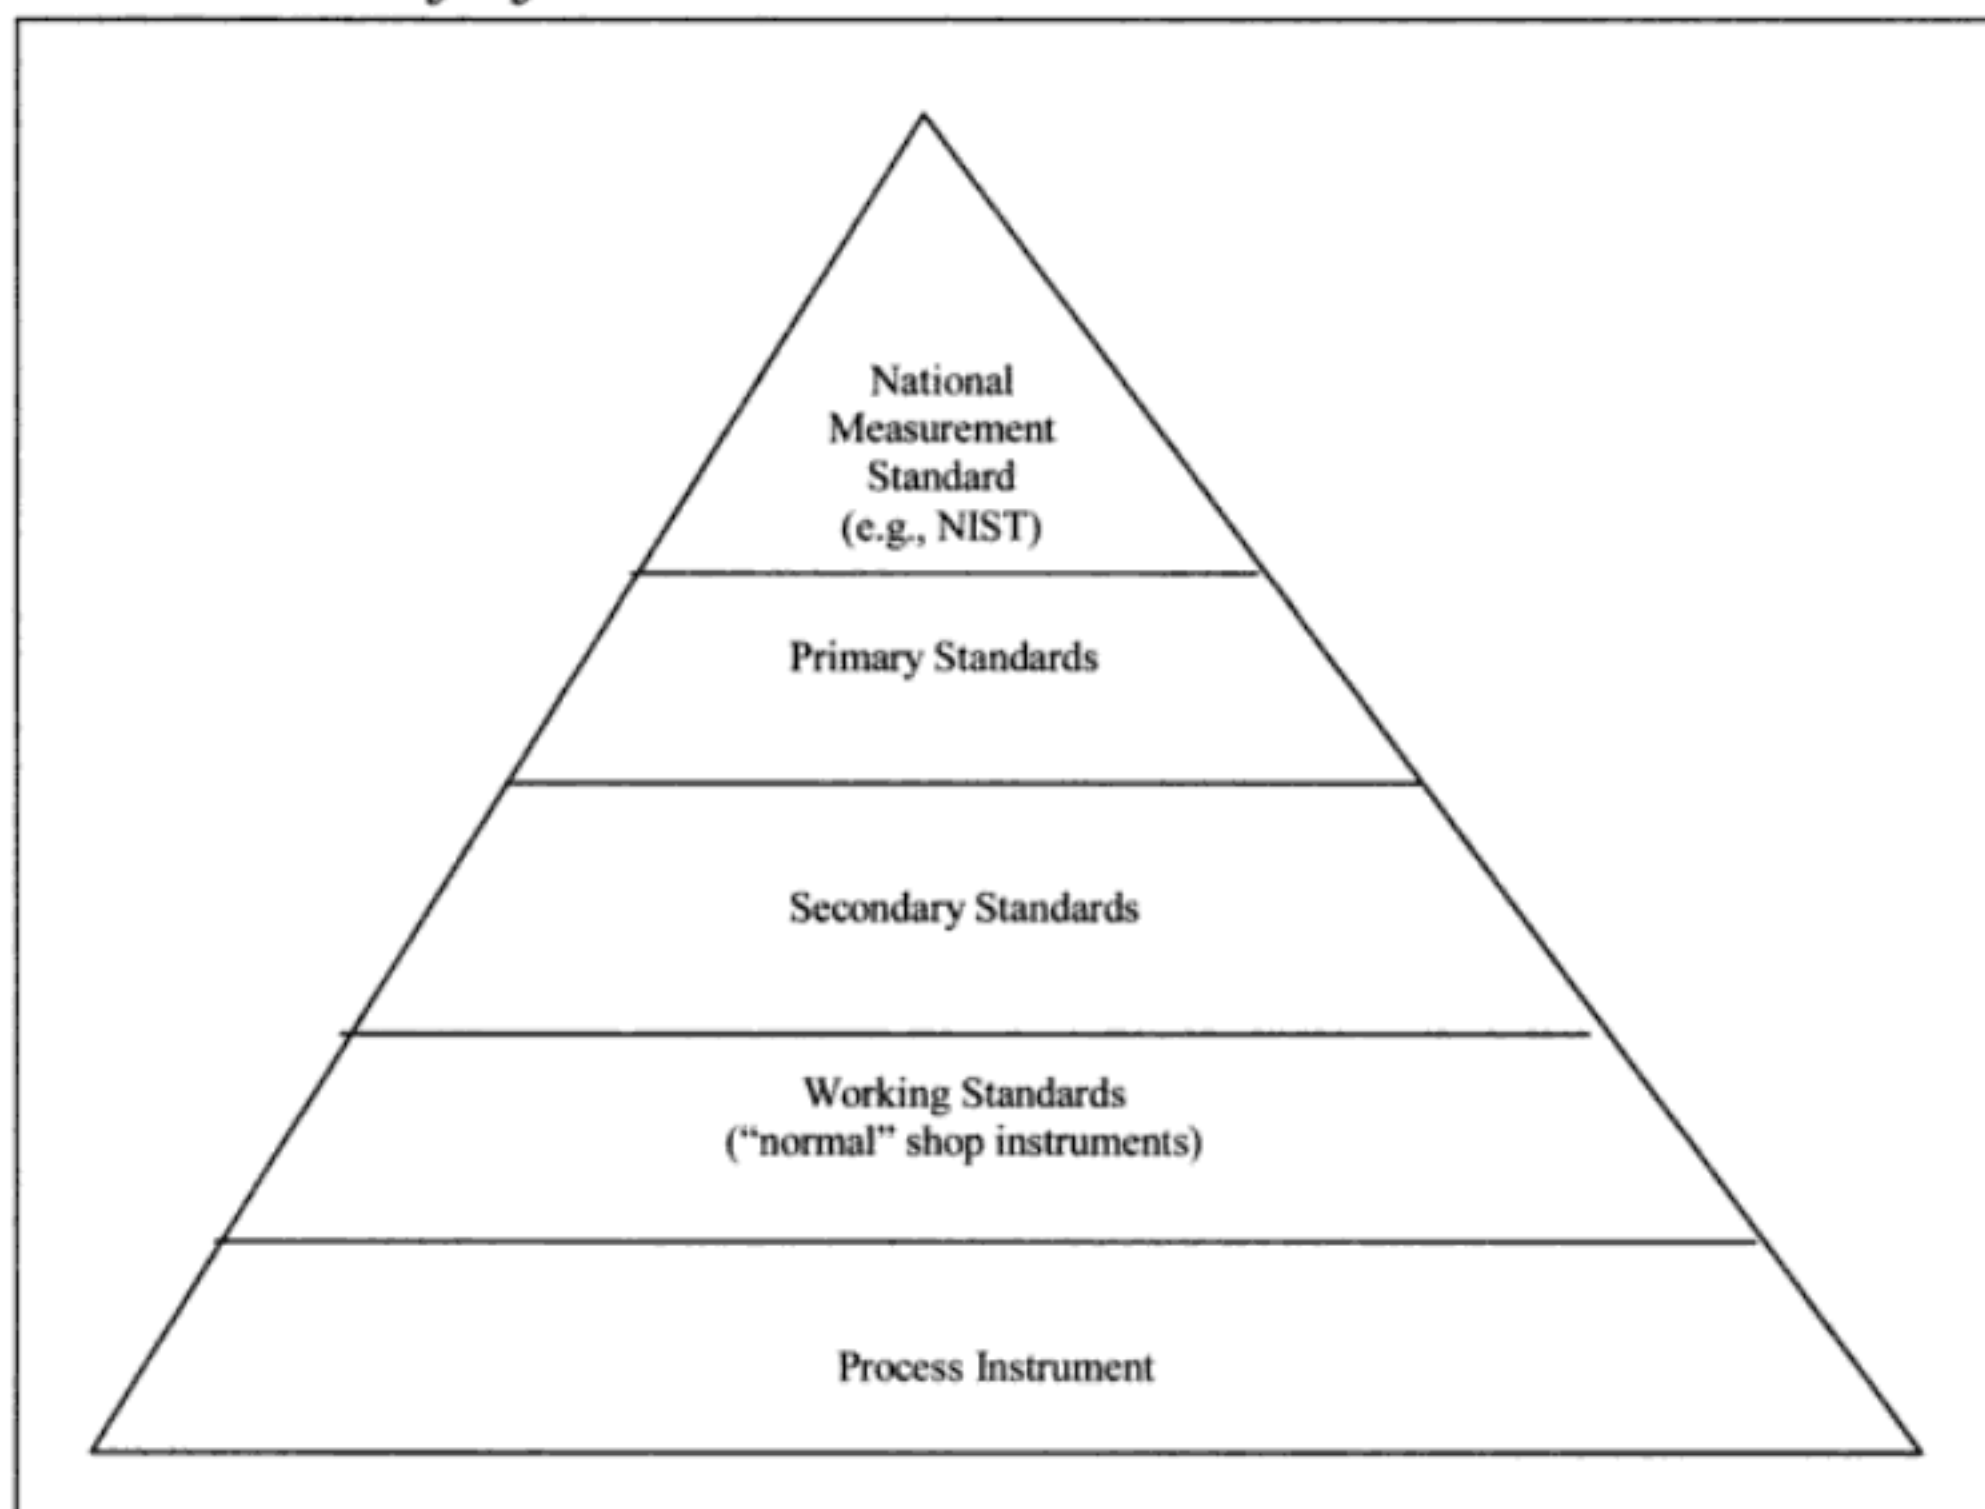 National
Measurement
Standard
(e.g., NIST)
Primary Standards
Secondary Standards
Working Standards
(“normal” shop instruments)
Process Instrument